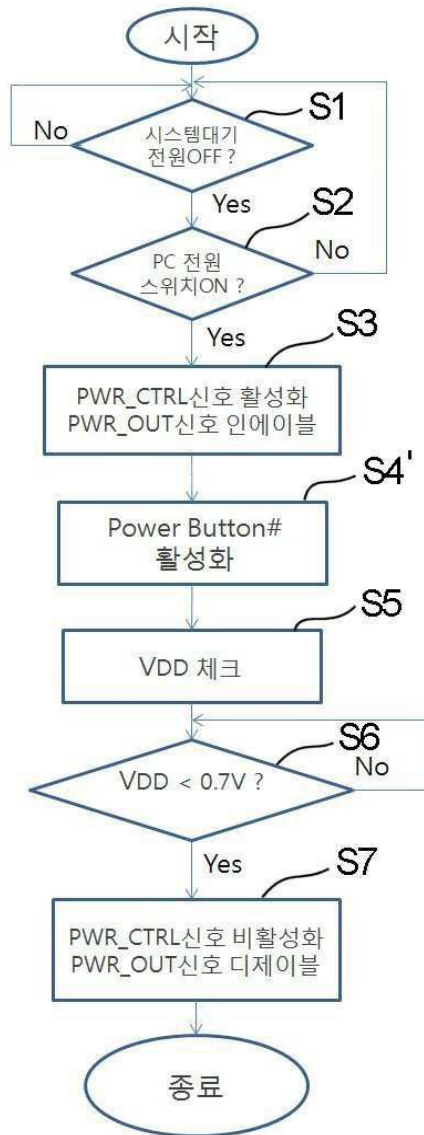 시작
S1
시스템대기
전원OFF ?
No
Yes
S2
PC 전원
스위치ON ?
No
Yes
S3
PWR_CTRL신호 활성화
PWR_OUT신호 인에이블
S4'
Power Button#
활성화
S5
VDD 체크
S6
VDD < 0.7V ?
No
Yes
S7
PWR_CTRL신호 비활성화
PWR_OUT신호 디제이블
종료